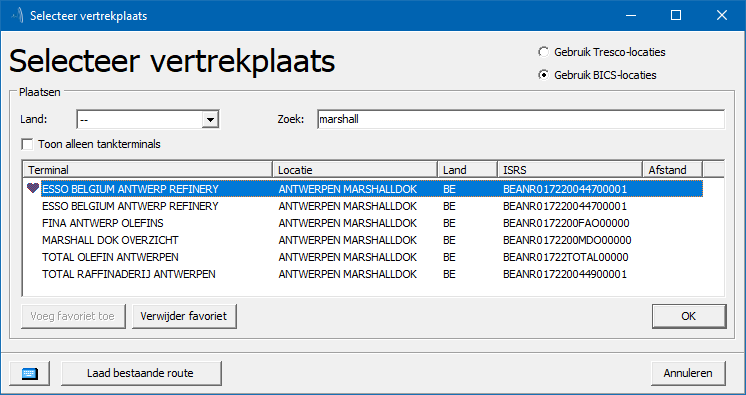 Selecteer vertrekplaats
Selecteer vertrekplaats
Gebruik Tresco-locaties
Gebruik BICS-locaties
Plaatsen
Land: -- Zoek: marshall
Toon alleen tankterminals
Terminal Locatie Land ISRS Afstand
ESSO BELGIUM ANTWERP REFINERY ANTWERPEN MARSHALLDOK BE BEANR017220044700001
ESSO BELGIUM ANTWERP REFINERY ANTWERPEN MARSHALLDOK BE BEANR017220044700001
FINA ANTWERP OLEFINS ANTWERPEN MARSHALLDOK BE BEANR0172200FAO00000
MARSHALL DOK OVERZICHT ANTWERPEN MARSHALLDOK BE BEANR0172200MDO00000
TOTAL OLEFIN ANTWERPEN ANTWERPEN MARSHALLDOK BE BEANR01722TOTAL00000
TOTAL RAFFINADERIJ ANTWERPEN ANTWERPEN MARSHALLDOK BE BEANR017220044900001
Voeg favoriet toe Verwijder favoriet OK
Laad bestaande route Annuleren